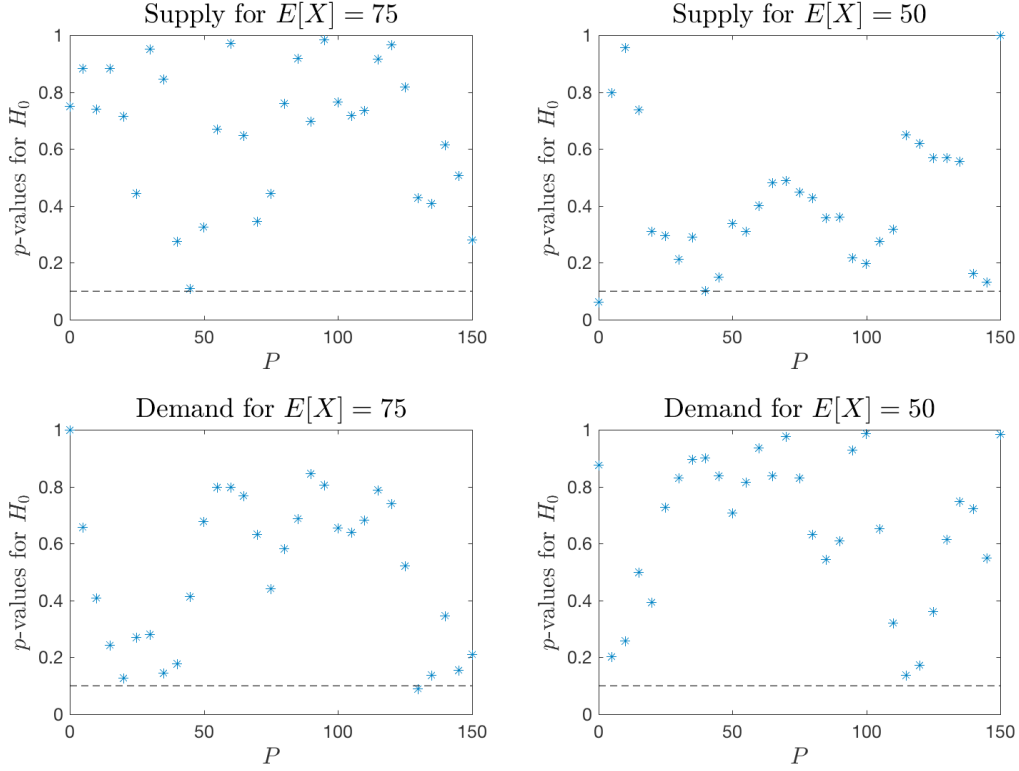 Supply for E[X] = 75
1
0.8
0.6
0.4
0.2
0
p-values for H₀
0 50 100 150
P
Supply for E[X] = 50
1
0.8
0.6
0.4
0.2
0
p-values for H₀
0 50 100 150
P
Demand for E[X] = 75
1
0.8
0.6
0.4
0.2
0
p-values for H₀
0 50 100 150
P
Demand for E[X] = 50
1
0.8
0.6
0.4
0.2
0
p-values for H₀
0 50 100 150
P